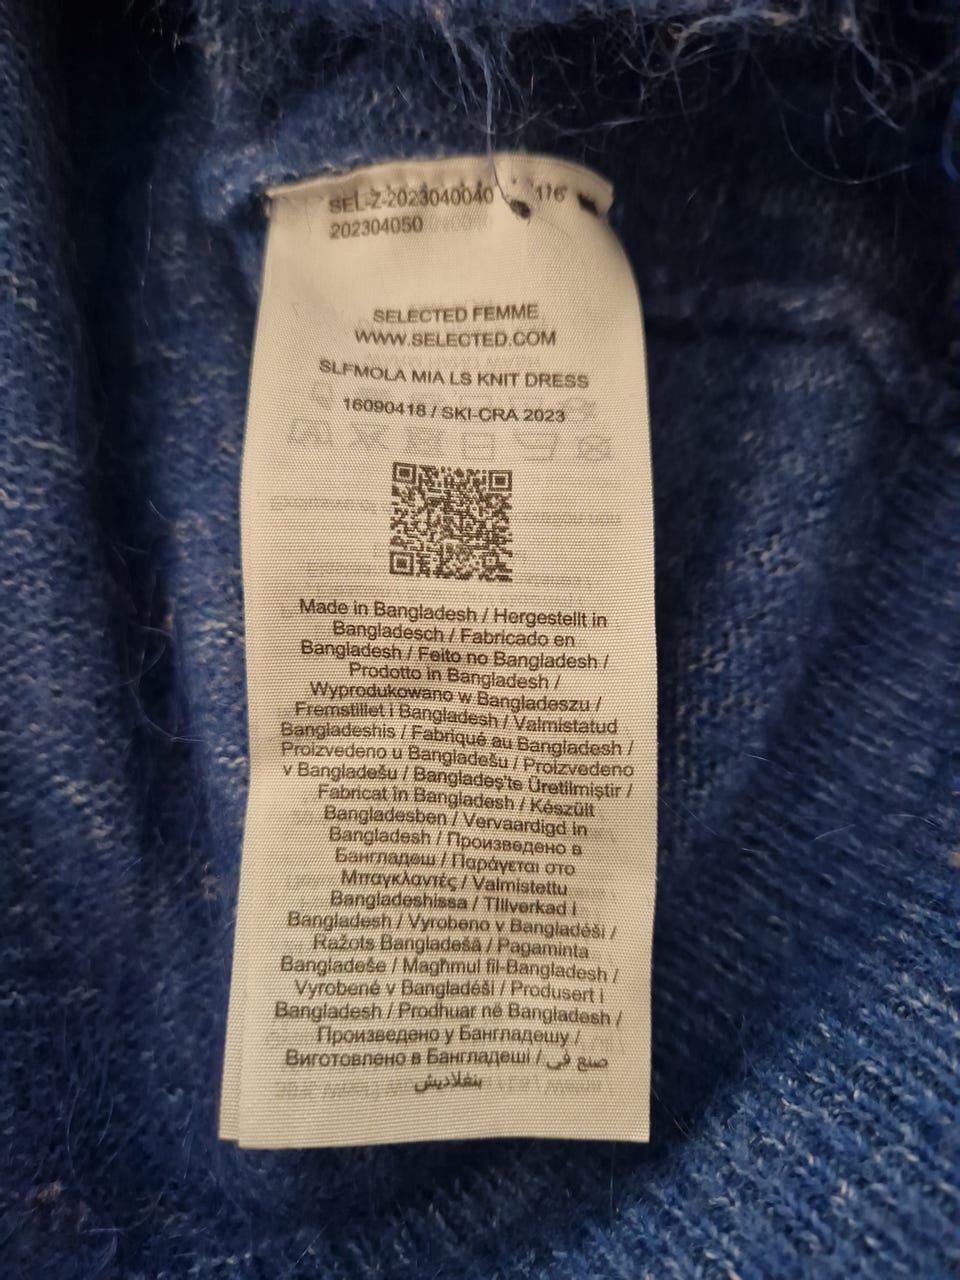 SEL-Z-2023040040 116
202304050
SELECTED FEMME
WWW.SELECTED.COM
SLFMOLA MIA LS KNIT DRESS
16090418 / SKI-CRA 2023
Made in Bangladesh / Hergestellt in
Bangladesch / Fabricado en
Bangladesh / Feito no Bangladesh /
Prodotto in Bangladesh /
Wyprodukowano w Bangladeszu /
Fremstillet i Bangladesh / Valmistatud
Bangladeshis / Fabriqué au Bangladesh /
Proizvedeno u Bangladešu / Proizvedeno
v Bangladešu / Bangladeş'te Üretilmiştir /
Fabricat în Bangladesh / Készült
Bangladesben / Vervaardigd in
Bangladesh / Произведено в
Бангладеш / Παράγεται στο
Μπαγκλαντές / Valmistettu
Bangladeshissa / Tillverkad i
Bangladesh / Vyrobeno v Bangladéši /
Ražots Bangladešā / Pagaminta
Bangladeše / Magħmul fil-Bangladesh /
Vyrobené v Bangladéši / Produsert i
Bangladesh / Prodhuar në Bangladesh /
Произведено у Бангладешу /
Виготовлено в Бангладеші / صنع في
بنغلاديش